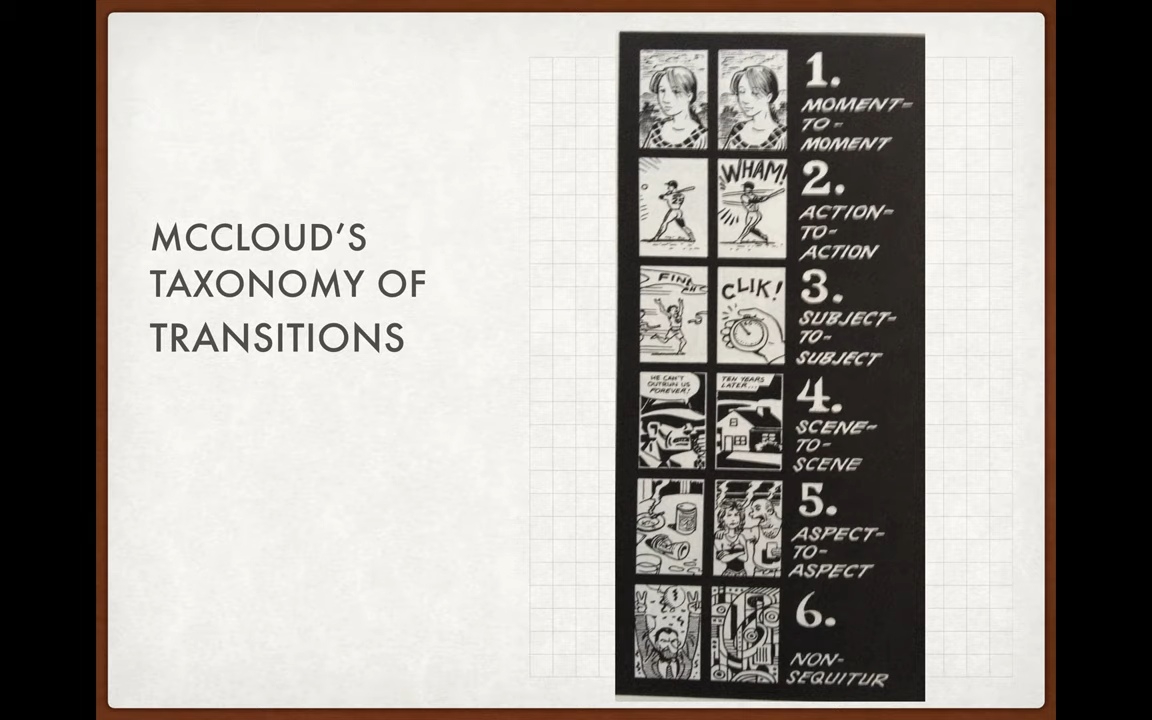 MCCLOUD'S
TAXONOMY OF
TRANSITIONS
1.
MOMENT-
TO-
MOMENT
WHAM!
2.
ACTION-
TO-
ACTION
CLIK!
3.
SUBJECT-
TO-
SUBJECT
HE CAN'T
OUTRUN US
FOREVER!
TEN YEARS
LATER...
4.
SCENE-
TO-
SCENE
5.
ASPECT-
TO-
ASPECT
6.
NON-
SEQUITUR